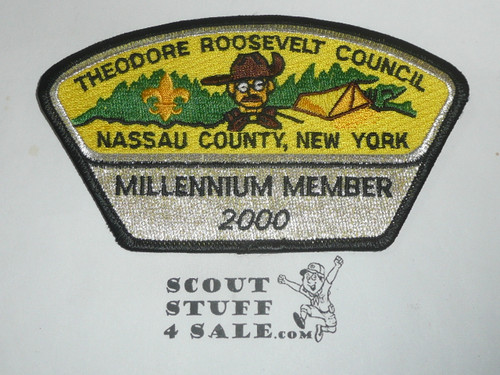 THEODORE ROOSEVELT COUNCIL
NASSAU COUNTY, NEW YORK
MILLENNIUM MEMBER
2000
SCOUT
STUFF
4 SALE.COM